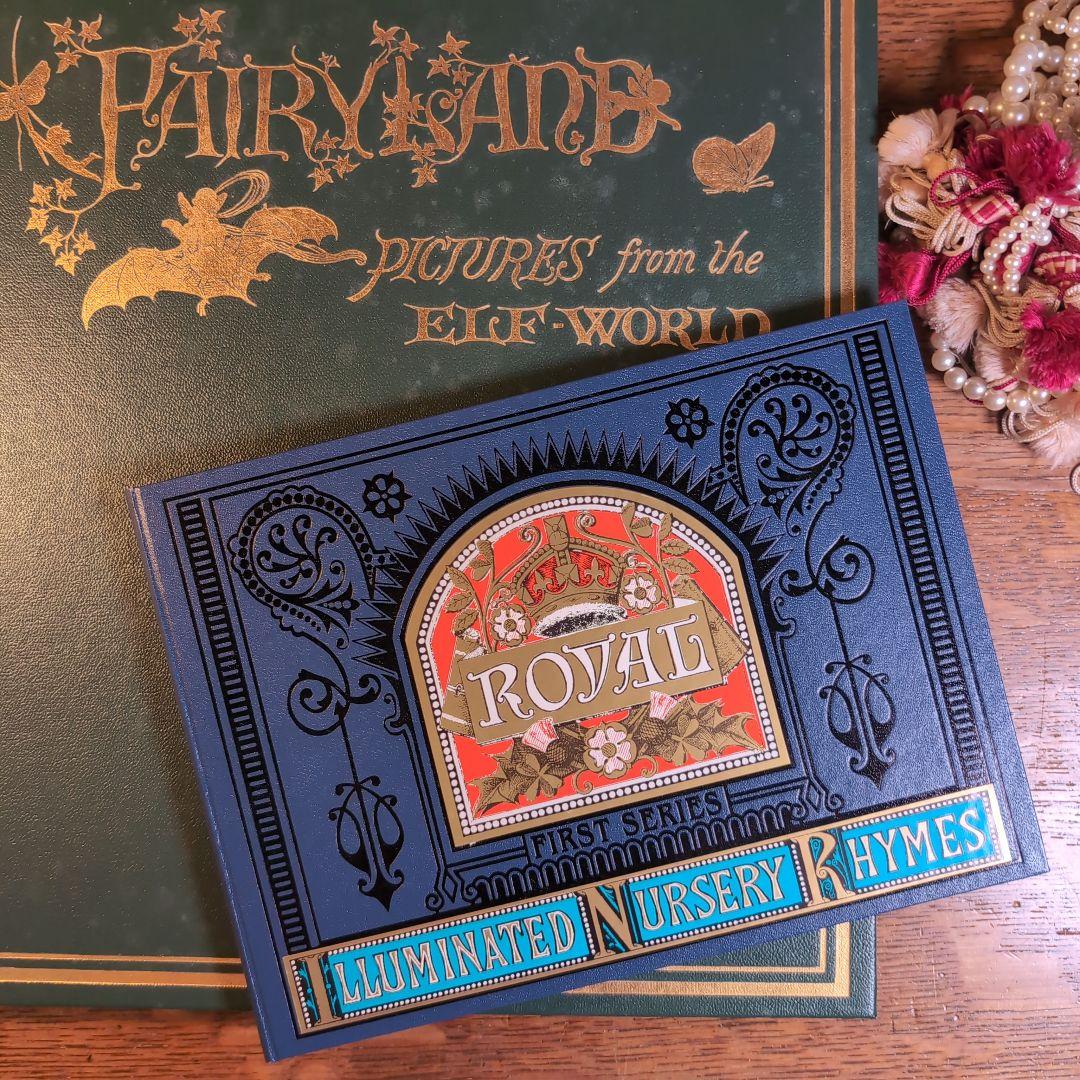 FAIRYLAND
PICTURES from the
ELF-WORLD
ROYAL
FIRST SERIES
ILLUMINATED NURSERY RHYMES